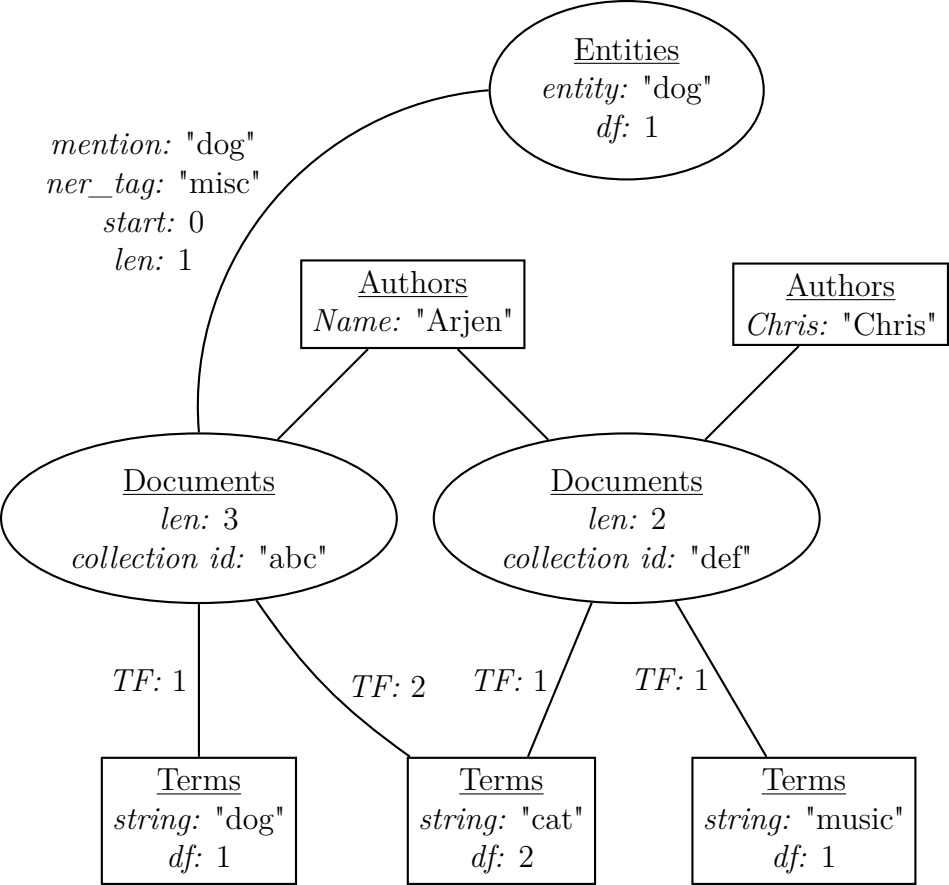 Entities
entity: "dog"
df: 1
mention: "dog"
ner_tag: "misc"
start: 0
len: 1
Authors
Name: "Arjen"
Authors
Chris: "Chris"
Documents
len: 3
collection id: "abc"
Documents
len: 2
collection id: "def"
TF: 1
TF: 2
TF: 1
TF: 1
Terms
string: "dog"
df: 1
Terms
string: "cat"
df: 2
Terms
string: "music"
df: 1